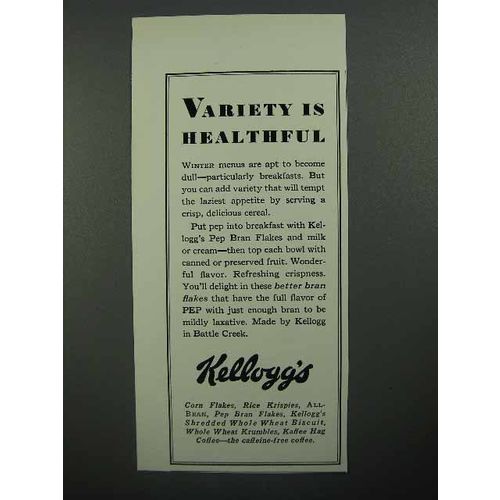 VARIETY IS
HEALTHFUL
WINTER menus are apt to become
dull—particularly breakfasts. But
you can add variety that will tempt
the laziest appetite by serving a
crisp, delicious cereal.
Put pep into breakfast with Kel-
logg's Pep Bran Flakes and milk
or cream—then top each bowl with
canned or preserved fruit. Wonder-
ful flavor. Refreshing crispness.
You'll delight in these better bran
flakes that have the full flavor of
PEP with just enough bran to be
mildly laxative. Made by Kellogg
in Battle Creek.
Kellogg's
Corn Flakes, Rice Krispies, ALL-
BRAN, Pep Bran Flakes, Kellogg's
Shredded Whole Wheat Biscuit,
Whole Wheat Krumbles, Kaffee Hag
Coffee—the caffeine-free coffee.